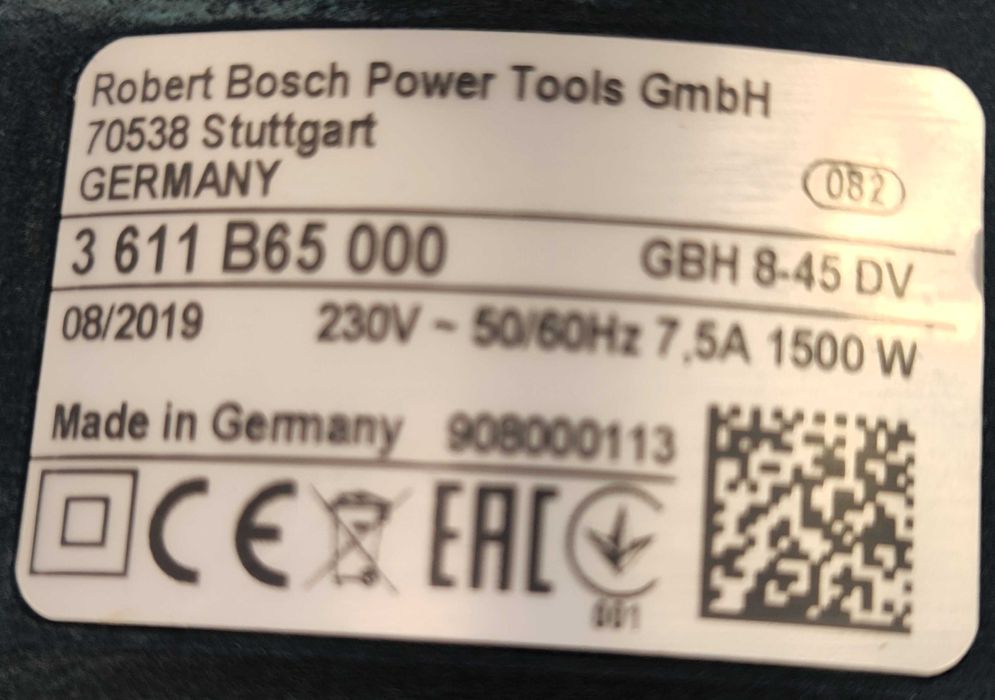 Robert Bosch Power Tools GmbH
70538 Stuttgart
GERMANY
082
3 611 B65 000 GBH 8-45 DV
08/2019 230V ~ 50/60Hz 7,5A 1500 W
Made in Germany 908000113
CE EAC
001